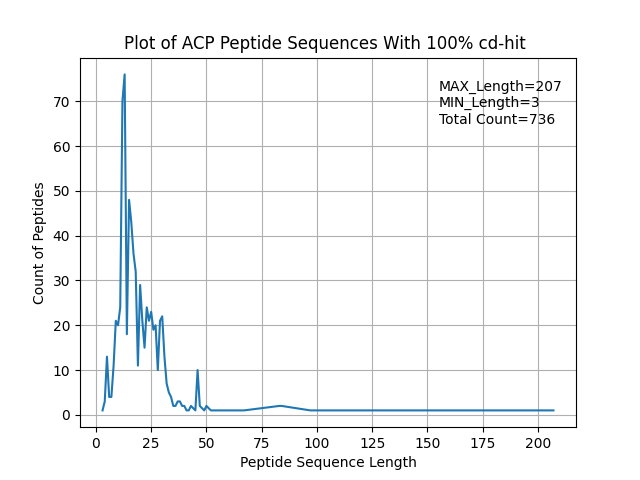 Plot of ACP Peptide Sequences With 100% cd-hit
MAX_Length=207
MIN_Length=3
Total Count=736
Count of Peptides
70
60
50
40
30
20
10
0
0 25 50 75 100 125 150 175 200
Peptide Sequence Length